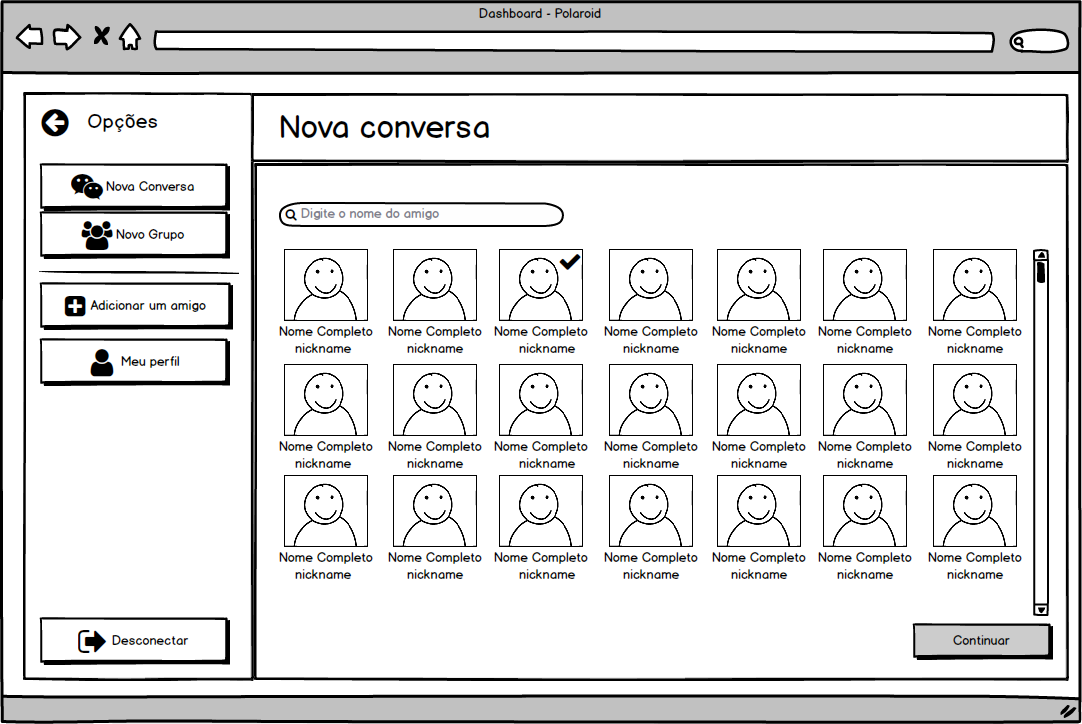 Dashboard - Polaroid
Opções
Nova Conversa
Novo Grupo
Adicionar um amigo
Meu perfil
Desconectar
Nova conversa
Digite o nome do amigo
Nome Completo Nome Completo Nome Completo Nome Completo Nome Completo Nome Completo Nome Completo
nickname nickname nickname nickname nickname nickname nickname
Nome Completo Nome Completo Nome Completo Nome Completo Nome Completo Nome Completo Nome Completo
nickname nickname nickname nickname nickname nickname nickname
Nome Completo Nome Completo Nome Completo Nome Completo Nome Completo Nome Completo Nome Completo
nickname nickname nickname nickname nickname nickname nickname
Continuar